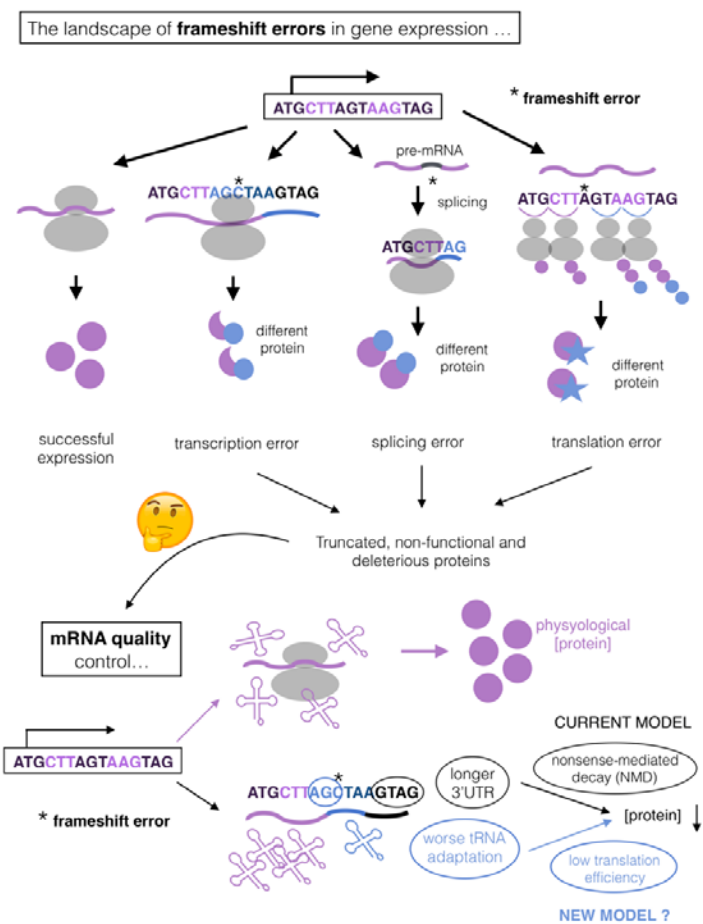 The landscape of frameshift errors in gene expression …
ATGCTTAGTAAGTAG
* frameshift error
pre-mRNA
*
splicing
ATGCTTAGCTAAGTAG
*
ATGCTTAG
ATGCTTAGTAAGTAG
*
different
protein
different
protein
different
protein
successful
expression
transcription error
splicing error
translation error
Truncated, non-functional and
deleterious proteins
mRNA quality
control…
physyological
[protein]
ATGCTTAGTAAGTAG
* frameshift error
ATGCTTAGCTAAGTAG
*
longer
3'UTR
worse tRNA
adaptation
CURRENT MODEL
nonsense-mediated
decay (NMD)
[protein]
low translation
efficiency
NEW MODEL ?